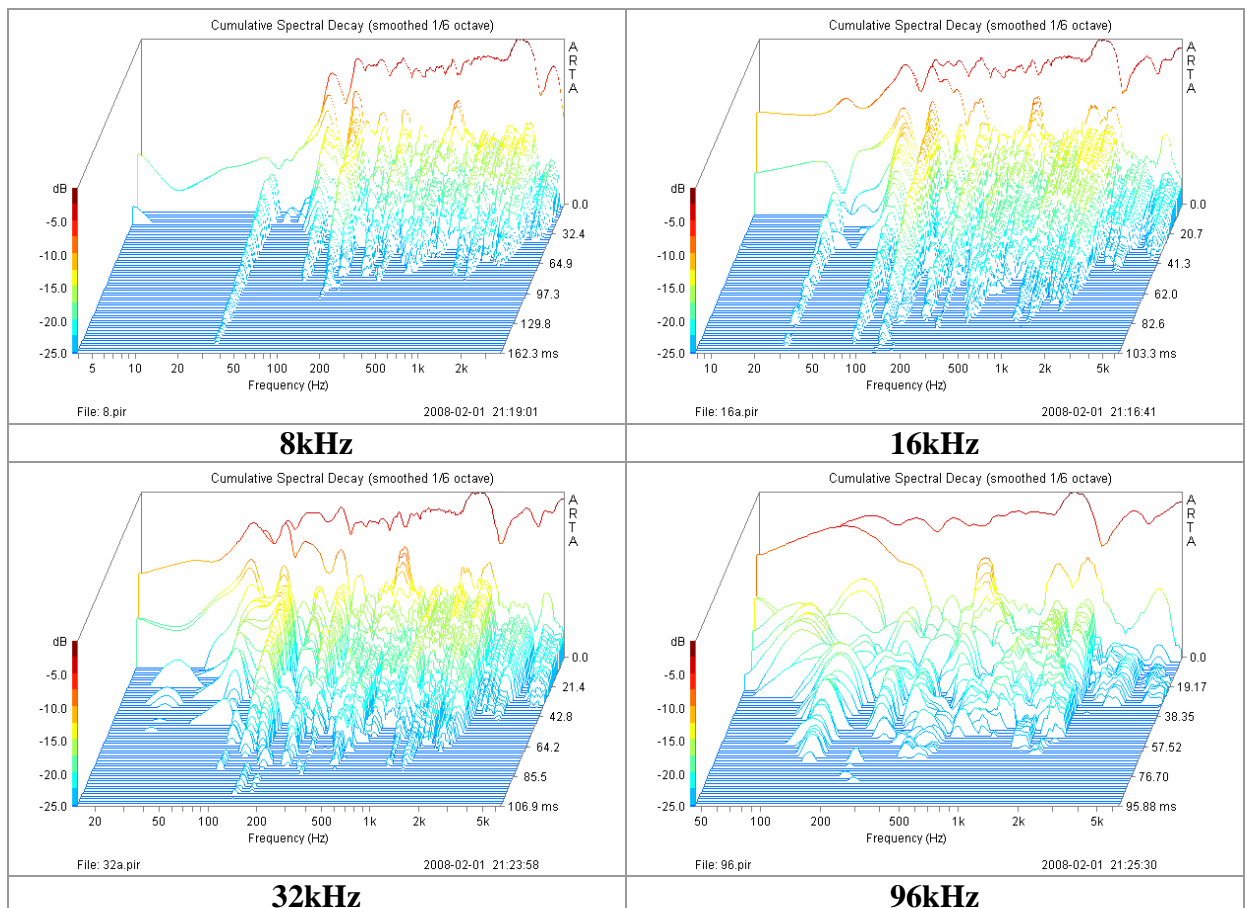 Cumulative Spectral Decay (smoothed 1/6 octave)
A
R
T
A
dB
-5.0
-10.0
-15.0
-20.0
-25.0
0.0
32.4
64.9
97.3
129.8
162.3 ms
5 10 20 50 100 200 500 1k 2k
Frequency (Hz)
File: 8.pir 2008-02-01 21:19:01
8kHz
Cumulative Spectral Decay (smoothed 1/6 octave)
A
R
T
A
dB
-5.0
-10.0
-15.0
-20.0
-25.0
0.0
20.7
41.3
62.0
82.6
103.3 ms
10 20 50 100 200 500 1k 2k 5k
Frequency (Hz)
File: 16a.pir 2008-02-01 21:16:41
16kHz
Cumulative Spectral Decay (smoothed 1/6 octave)
A
R
T
A
dB
-5.0
-10.0
-15.0
-20.0
-25.0
0.0
21.4
42.8
64.2
85.5
106.9 ms
20 50 100 200 500 1k 2k 5k
Frequency (Hz)
File: 32a.pir 2008-02-01 21:23:58
32kHz
Cumulative Spectral Decay (smoothed 1/6 octave)
A
R
T
A
dB
-5.0
-10.0
-15.0
-20.0
-25.0
0.0
19.17
38.35
57.52
76.70
95.88 ms
50 100 200 500 1k 2k 5k
Frequency (Hz)
File: 96.pir 2008-02-01 21:25:30
96kHz